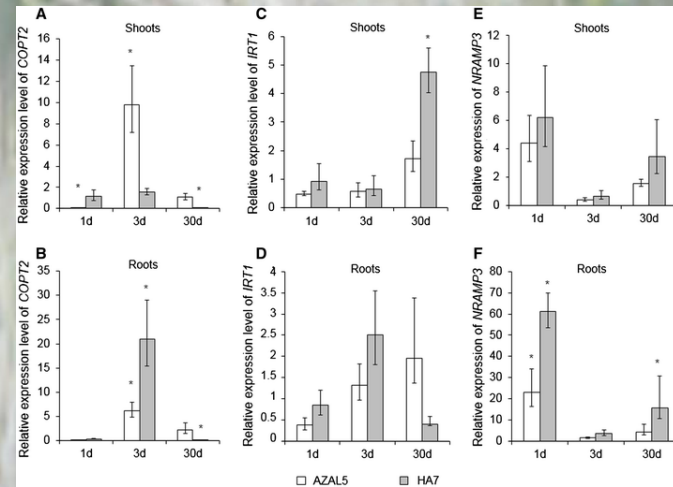 A
Shoots
Relative expression level of COPT2
16
14
12
10
8
6
4
2
0
*
*
*
1d
3d
30d
C
Shoots
Relative expression level of IRT1
6
5
4
3
2
1
0
*
1d
3d
30d
E
Shoots
Relative expression of NRAMP3
12
10
8
6
4
2
0
1d
3d
30d
B
Roots
Relative expression level of COPT2
35
30
25
20
15
10
5
0
*
*
*
1d
3d
30d
D
Roots
Relative expression level of IRT1
4
3.5
3
2.5
2
1.5
1
0.5
0
1d
3d
30d
F
Roots
Relative expression of NRAMP3
80
70
60
50
40
30
20
10
0
*
*
*
1d
3d
30d
AZAL5
HA7